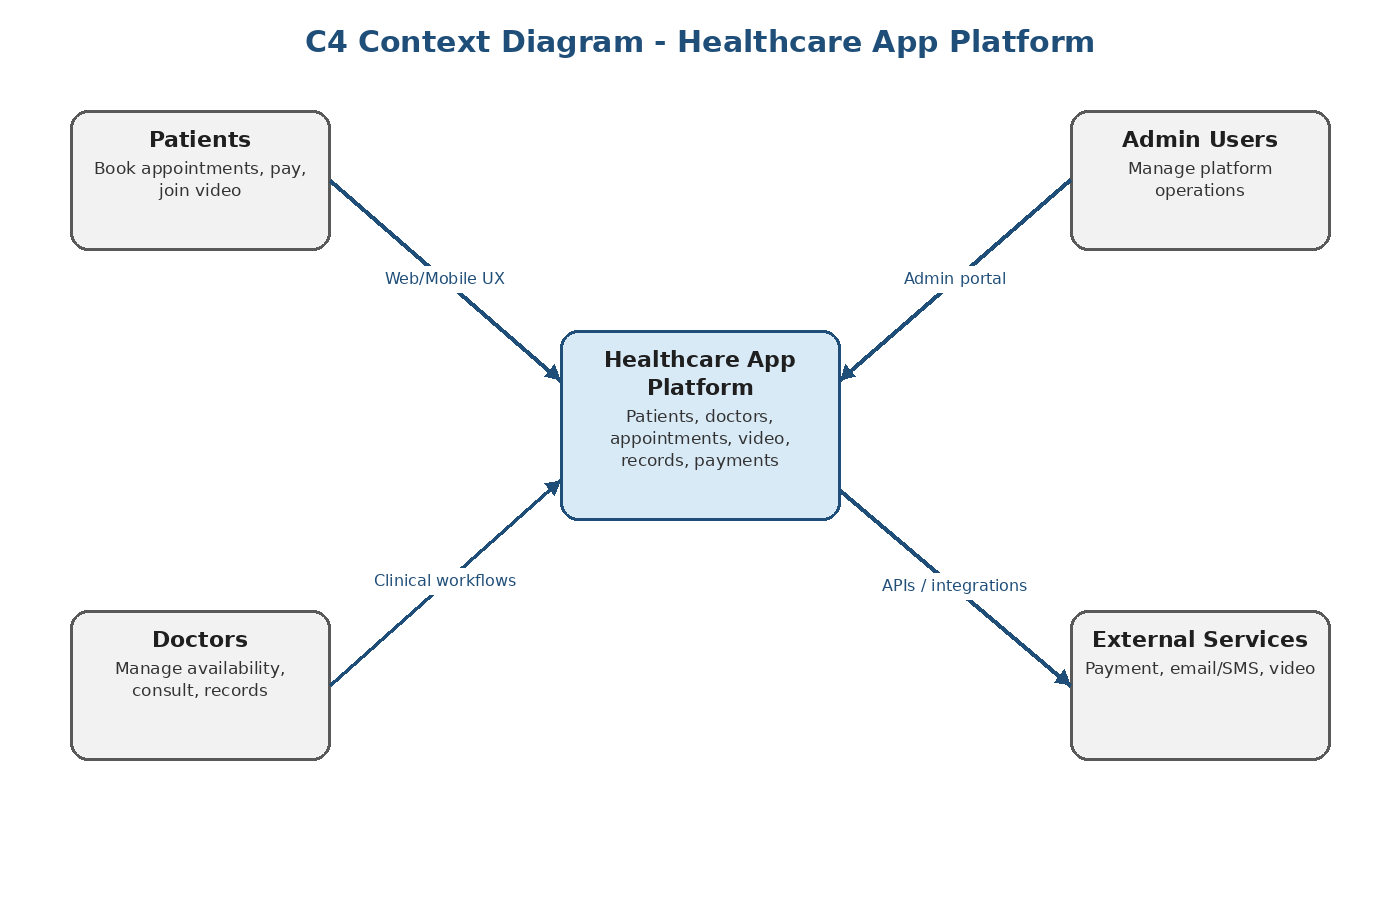 C4 Context Diagram - Healthcare App Platform
Patients
Book appointments, pay,
join video
Admin Users
Manage platform
operations
Web/Mobile UX
Admin portal
Healthcare App
Platform
Patients, doctors,
appointments, video,
records, payments
Clinical workflows
APIs / integrations
Doctors
Manage availability,
consult, records
External Services
Payment, email/SMS, video